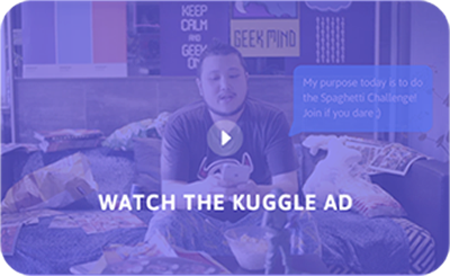 KEEP
CALM
AND
GEEK
ON
GEEK MIND
My purpose today is to do
the Spaghetti Challenge!
Join if you dare ;)
WATCH THE KUGGLE AD